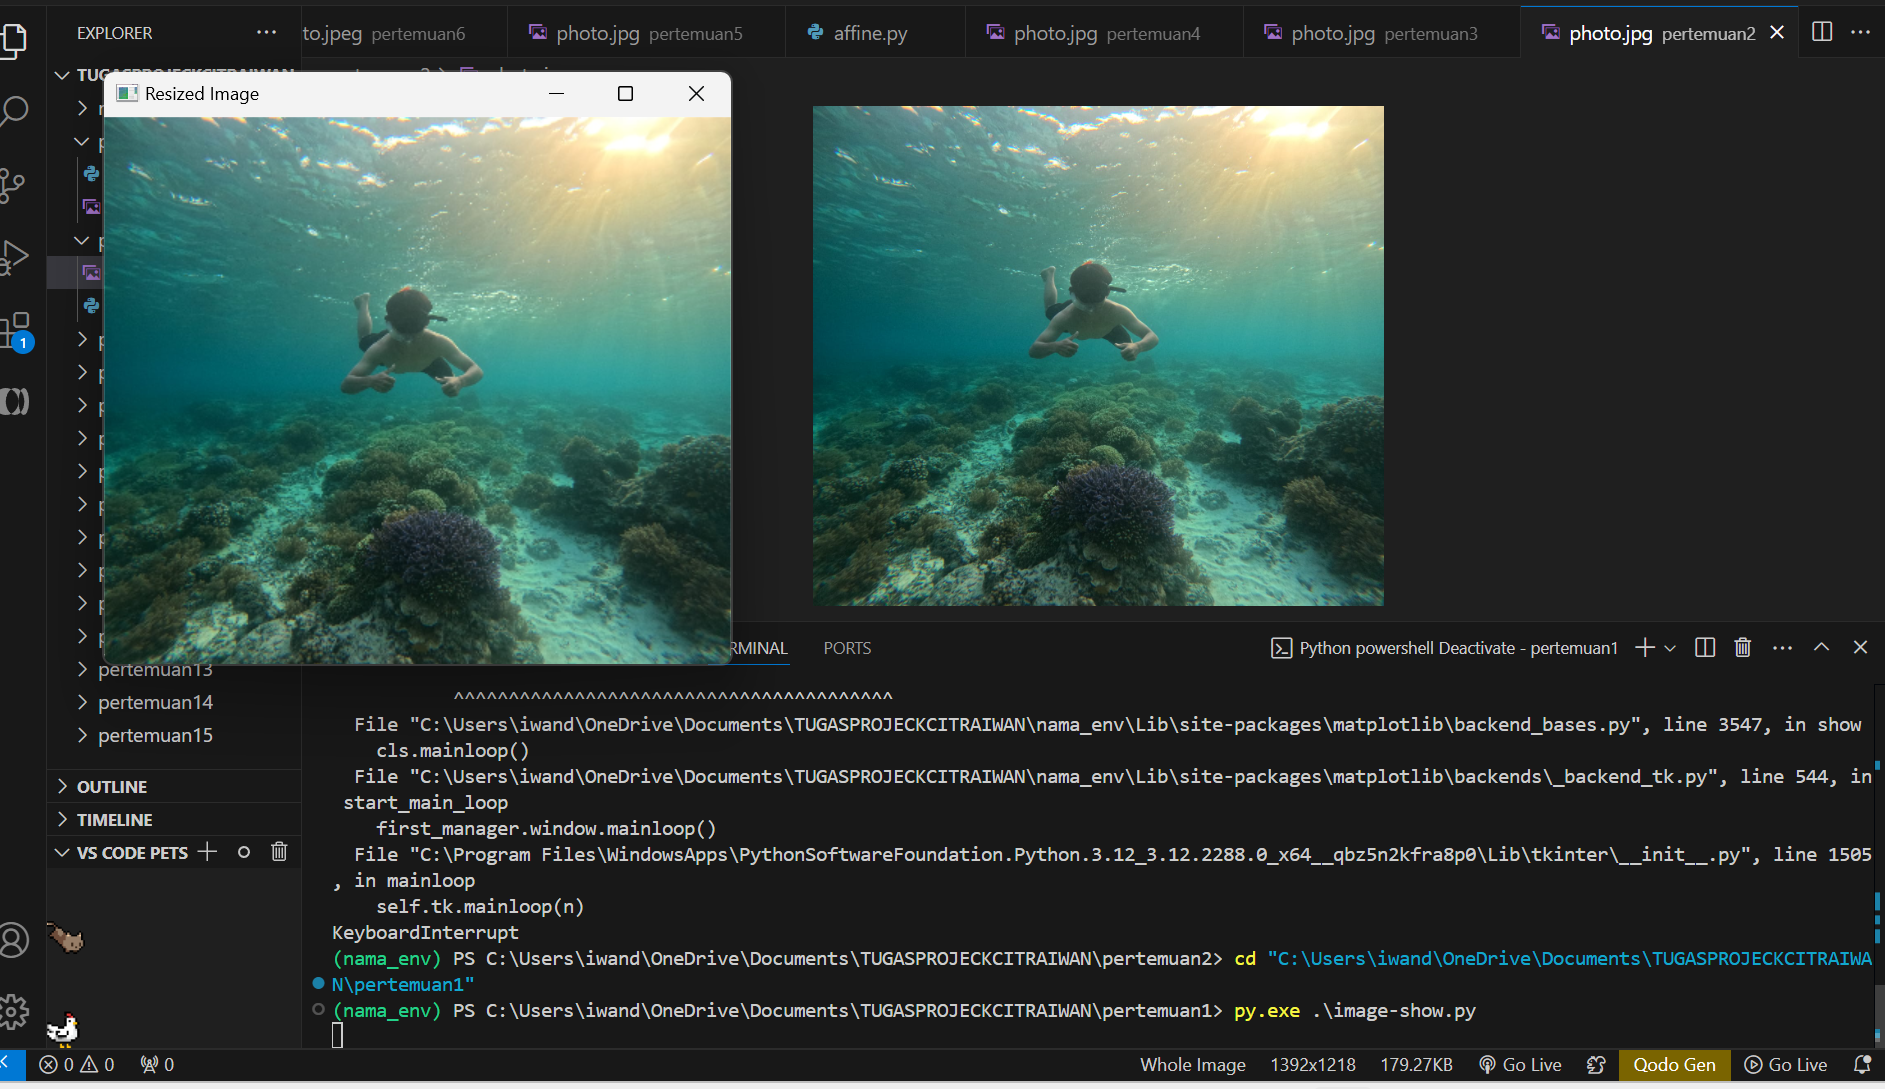 EXPLORER
to.jpeg pertemuan6
photo.jpg pertemuan5
affine.py
photo.jpg pertemuan4
photo.jpg pertemuan3
photo.jpg pertemuan2
Resized Image
pertemuan13
pertemuan14
pertemuan15
OUTLINE
TIMELINE
VS CODE PETS
1
RMINAL
PORTS
Python powershell Deactivate - pertemuan1
^^^^^^^^^^^^^^^^^^^^^^^^^^^^^^^^^^^^^^^^
File "C:\Users\iwand\OneDrive\Documents\TUGASPROJECKCITRAIWAN\nama_env\Lib\site-packages\matplotlib\backend_bases.py", line 3547, in show
cls.mainloop()
File "C:\Users\iwand\OneDrive\Documents\TUGASPROJECKCITRAIWAN\nama_env\Lib\site-packages\matplotlib\backends\_backend_tk.py", line 544, in
start_main_loop
first_manager.window.mainloop()
File "C:\Program Files\WindowsApps\PythonSoftwareFoundation.Python.3.12_3.12.2288.0_x64__qbz5n2kfra8p0\Lib\tkinter\__init__.py", line 1505
, in mainloop
self.tk.mainloop(n)
KeyboardInterrupt
(nama_env) PS C:\Users\iwand\OneDrive\Documents\TUGASPROJECKCITRAIWAN\pertemuan2> cd "C:\Users\iwand\OneDrive\Documents\TUGASPROJECKCITRAIWA
N\pertemuan1"
(nama_env) PS C:\Users\iwand\OneDrive\Documents\TUGASPROJECKCITRAIWAN\pertemuan1> py.exe .\image-show.py
0 0 0
Whole Image 1392x1218 179.27KB Go Live Qodo Gen Go Live